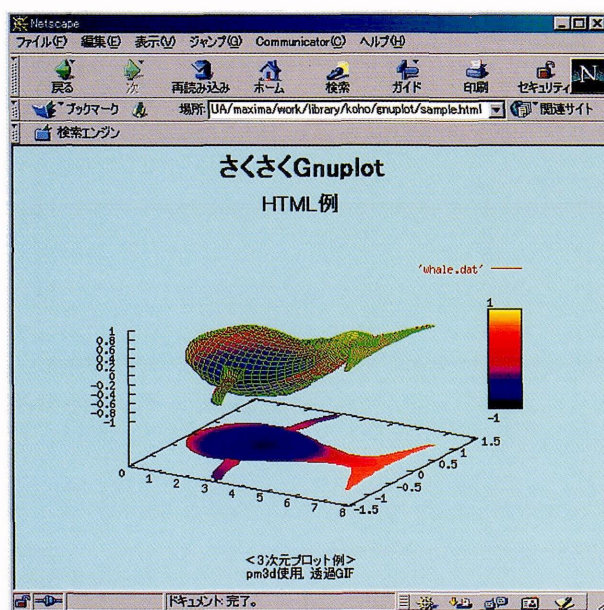 Netscape
ファイル(F) 編集(E) 表示(V) ジャンプ(G) Communicator(C) ヘルプ(H)
戻る 次 再読み込み ホーム 検索 ガイド 印刷 セキュリティ N
ブックマーク 場所: UA/maxima/work/library/koho/gnuplot/sample.html 関連サイト
検索エンジン
さくさくGnuplot
HTML例
'whale.dat'
1
-1
1
0.8
0.6
0.4
0.2
0
-0.2
-0.4
-0.6
-0.8
-1
0 1 2 3 4 5 6 7 8
-1.5 -1 -0.5 0 0.5 1 1.5
<3次元プロット例>
pm3d使用, 透過GIF
ドキュメント: 完了。